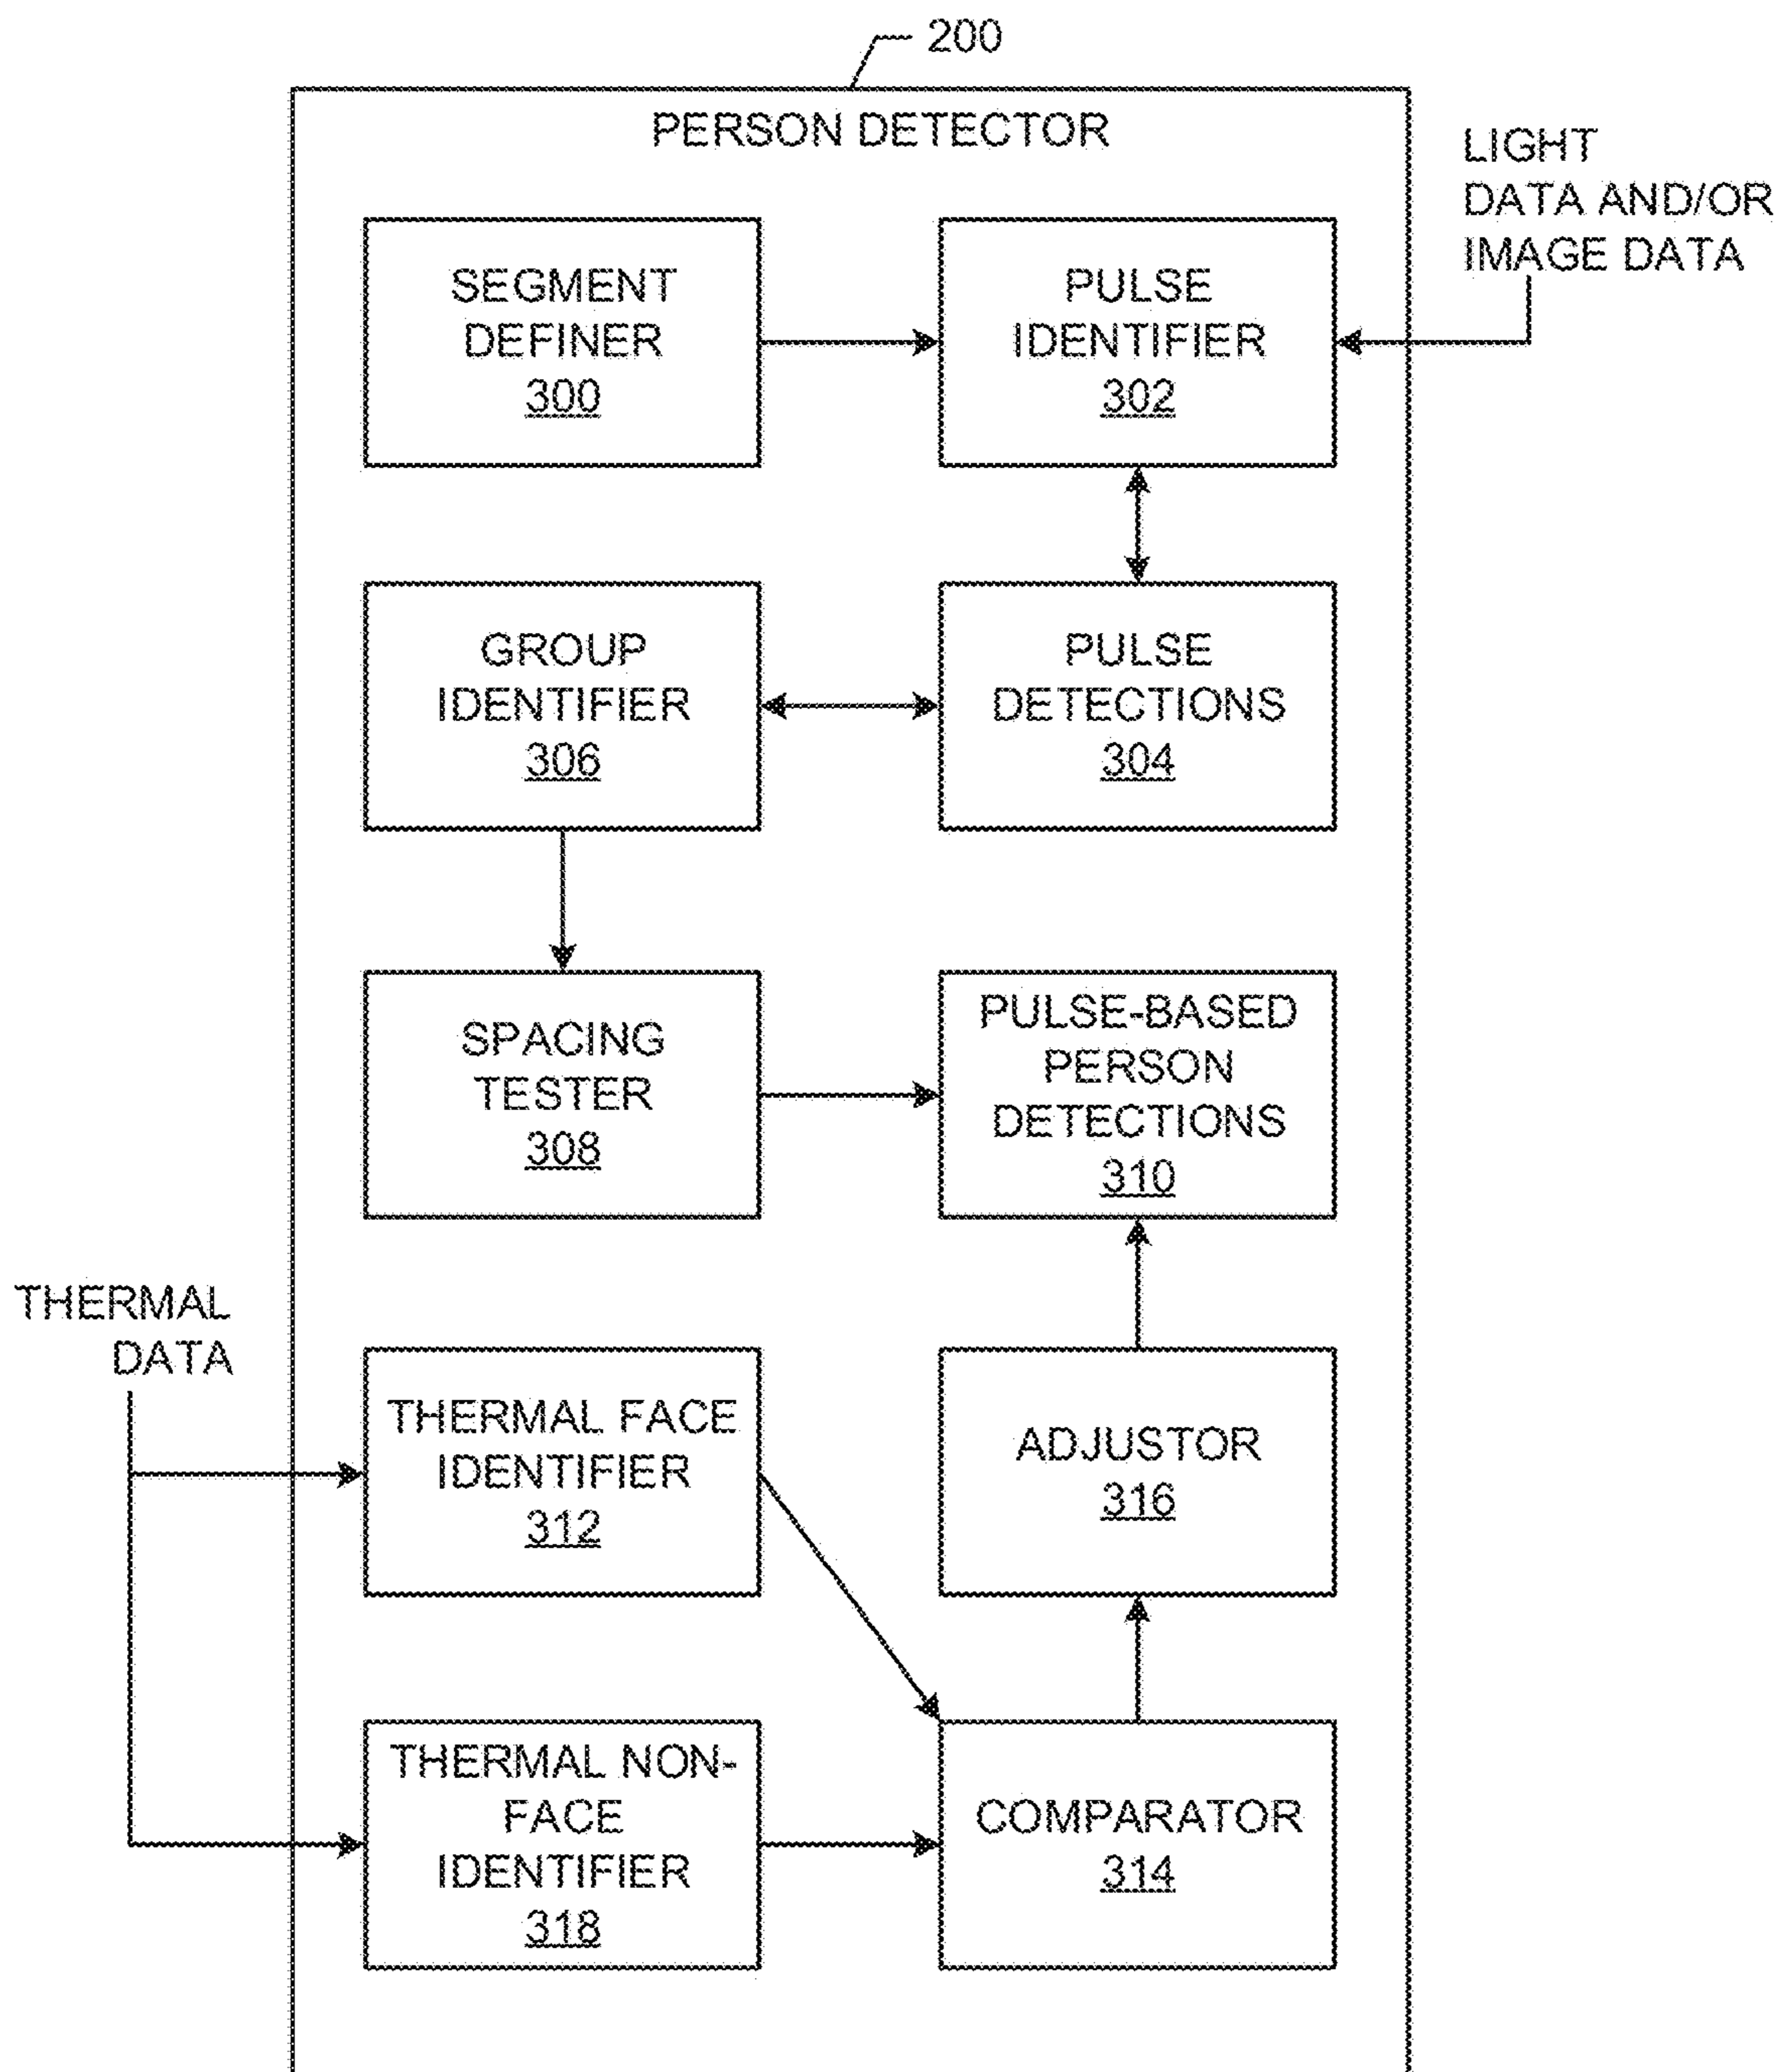 200
PERSON DETECTOR
LIGHT
DATA AND/OR
IMAGE DATA
SEGMENT
DEFINER
300
PULSE
IDENTIFIER
302
GROUP
IDENTIFIER
306
PULSE
DETECTIONS
304
SPACING
TESTER
308
PULSE-BASED
PERSON
DETECTIONS
310
THERMAL
DATA
THERMAL FACE
IDENTIFIER
312
ADJUSTOR
316
THERMAL NON-
FACE
IDENTIFIER
318
COMPARATOR
314